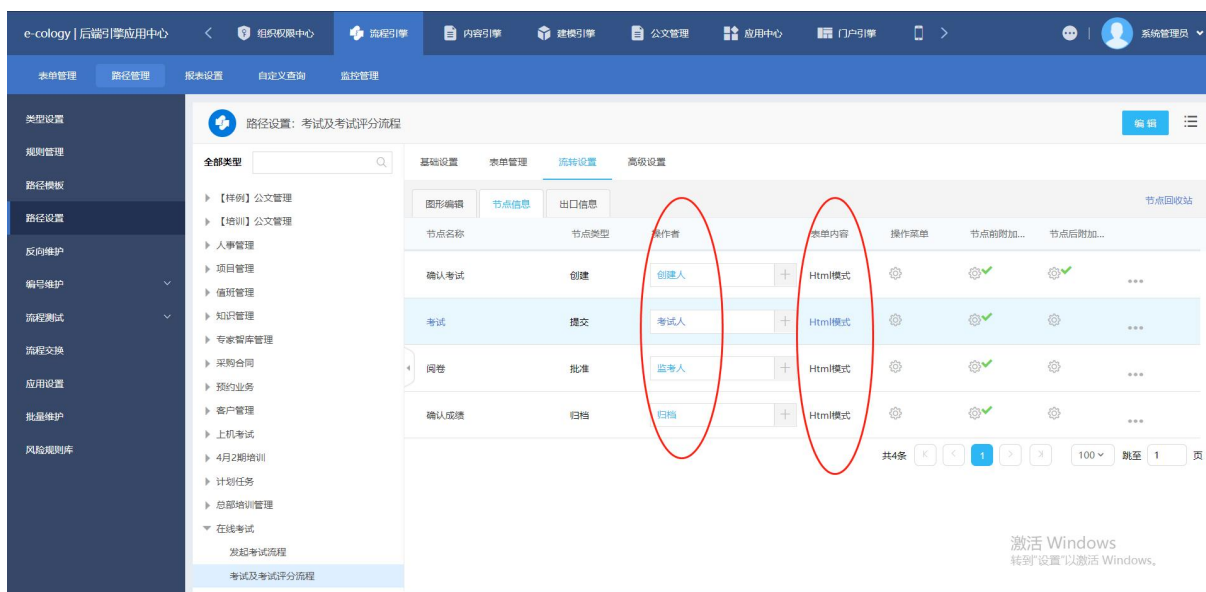 e-cology | 后端引擎应用中心 组织权限中心 流程引擎 内容引擎 建模引擎 公文管理 应用中心 门户引擎 系统管理员
表单管理 路径管理 报表设置 自定义查询 监控管理
类型设置
规则管理
路径模板
路径设置
反向维护
编号维护
流程测试
流程交换
应用设置
批量维护
风险规则库
路径设置：考试及考试评分流程 编辑
全部类型
【样例】公文管理
【培训】公文管理
人事管理
项目管理
值班管理
知识管理
专家智库管理
采购合同
预约业务
客户管理
上机考试
4月2期培训
计划任务
总部培训管理
在线考试
发起考试流程
考试及考试评分流程
基础设置 表单管理 流转设置 高级设置
图形编辑 节点信息 出口信息 节点回收站
节点名称 节点类型 操作者 表单内容 操作菜单 节点前附加... 节点后附加...
确认考试 创建 创建人 Html模式
考试 提交 考试人 Html模式
阅卷 批准 监考人 Html模式
确认成绩 归档 归档 Html模式
共4条 1 100 跳至 1 页
激活 Windows
转到"设置"以激活 Windows。